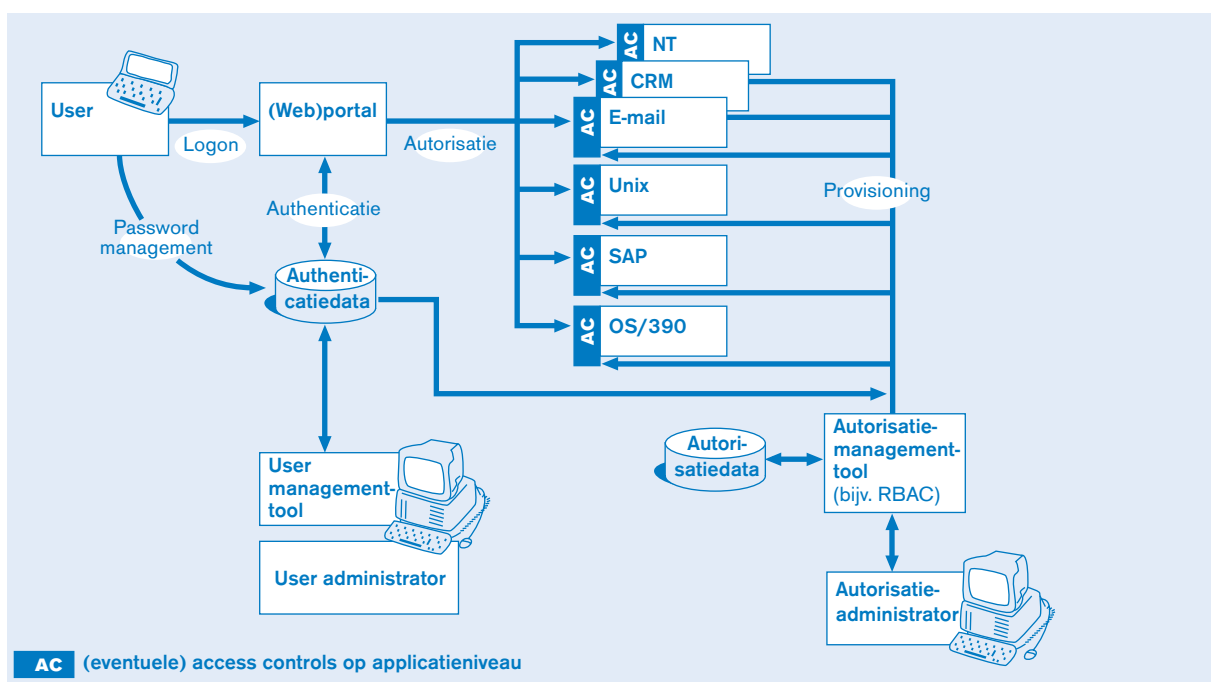 AC NT
AC CRM
User
(Web)portal
AC E-mail
Logon
Autorisatie
AC Unix
Provisioning
Authenticatie
Password
management
AC SAP
Authenti-
catiedata
AC OS/390
Autorisatie-
management-
tool
(bijv. RBAC)
Autori-
satiedata
User
management-
tool
User administrator
Autorisatie-
administrator
AC (eventuele) access controls op applicatieniveau